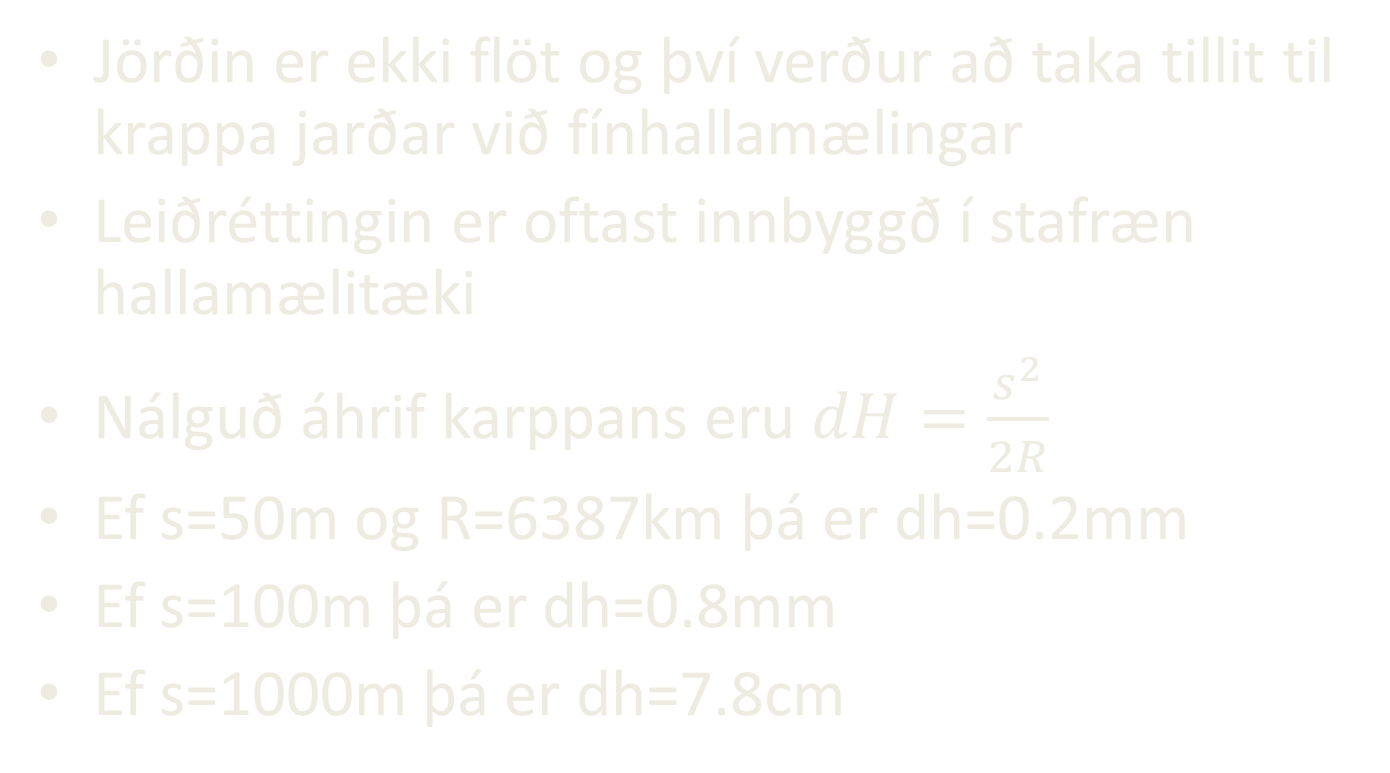 • Jörðin er ekki flöt og því verður að taka tillit til
krappa jarðar við fínhallamælingar
• Leiðréttingin er oftast innbyggð í stafræn
hallamælitæki
• Nálguð áhrif karppans eru $dH = \frac{s^2}{2R}$
• Ef s=50m og R=6387km þá er dh=0.2mm
• Ef s=100m þá er dh=0.8mm
• Ef s=1000m þá er dh=7.8cm